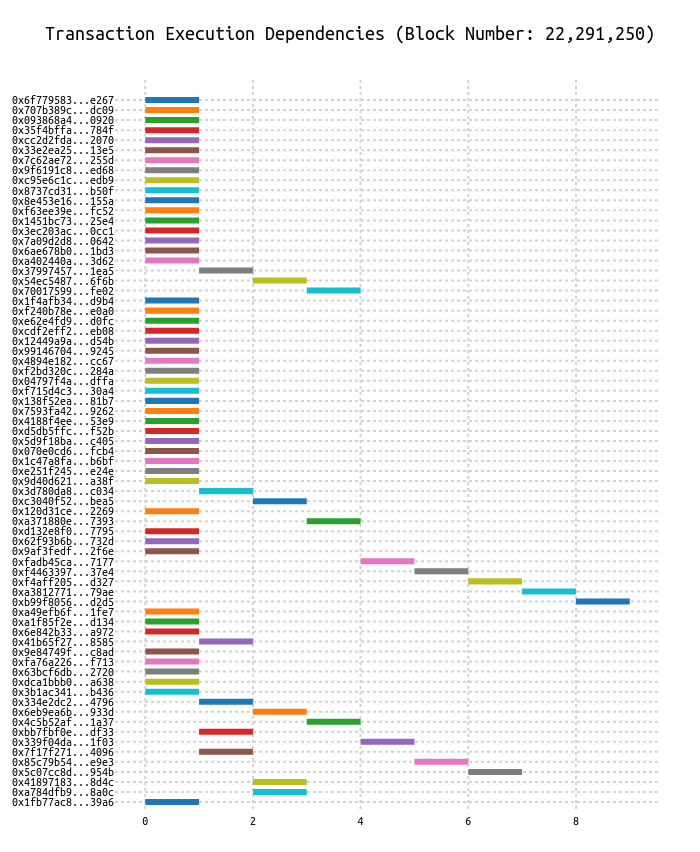 Transaction Execution Dependencies (Block Number: 22,291,250)
0x6f779583...e267
0x707b389c...dc09
0x093868a4...0920
0x35f4bffa...784f
0xcc2d2fda...2070
0x33e2ea25...13e5
0x7c62ae72...255d
0x9f6191c8...ed68
0xc95e6c1c...edb9
0x8737cd31...b50f
0x8e453e16...155a
0xf63ee39e...fc52
0x1451bc73...25e4
0x3ec203ac...0cc1
0x7a09d2d8...0642
0x6ae678b0...1bd3
0xa402440a...3d62
0x37997457...1ea5
0x54ec5487...6f6b
0x70017599...fe02
0x1f4afb34...d9b4
0xf240b78e...e0a0
0xe62e4fd9...d0fc
0xcdf2eff2...eb08
0x12449a9a...d54b
0x99146704...9245
0x4894e182...cc67
0xf2bd320c...284a
0x04797f4a...dffa
0xf715d4c3...30a4
0x138f52ea...81b7
0x7593fa42...9262
0x4188f4ee...53e9
0xd5db5ffc...f52b
0x5d9f18ba...c405
0x070e0cd6...fcb4
0x1c47a8fa...b6bf
0xe251f245...e24e
0x9d40d621...a38f
0x3d780da8...c034
0xc3040f52...bea5
0x120d31ce...2269
0xa371880e...7393
0xd132e8f0...7795
0x62f93b6b...732d
0x9af3fedf...2f6e
0xfadb45ca...7177
0xf4463397...37e4
0xf4aff205...d327
0xa3812771...79ae
0xb99f8056...d2d5
0xa49efb6f...1fe7
0xa1f85f2e...d134
0x6e842b33...a972
0x41b65f27...8585
0x9e84749f...c8ad
0xfa76a226...f713
0x63bcf6db...2720
0xdca1bbb0...a638
0x3b1ac341...b436
0x334e2dc2...4796
0x6eb9ea6b...933d
0x4c5b52af...1a37
0xbb7fbf0e...df33
0x339f04da...1f03
0x7f17f271...4096
0x85c79b54...e9e3
0x5c07cc8d...954b
0x41897183...8d4c
0xa784dfb9...8a0c
0x1fb77ac8...39a6
0 2 4 6 8